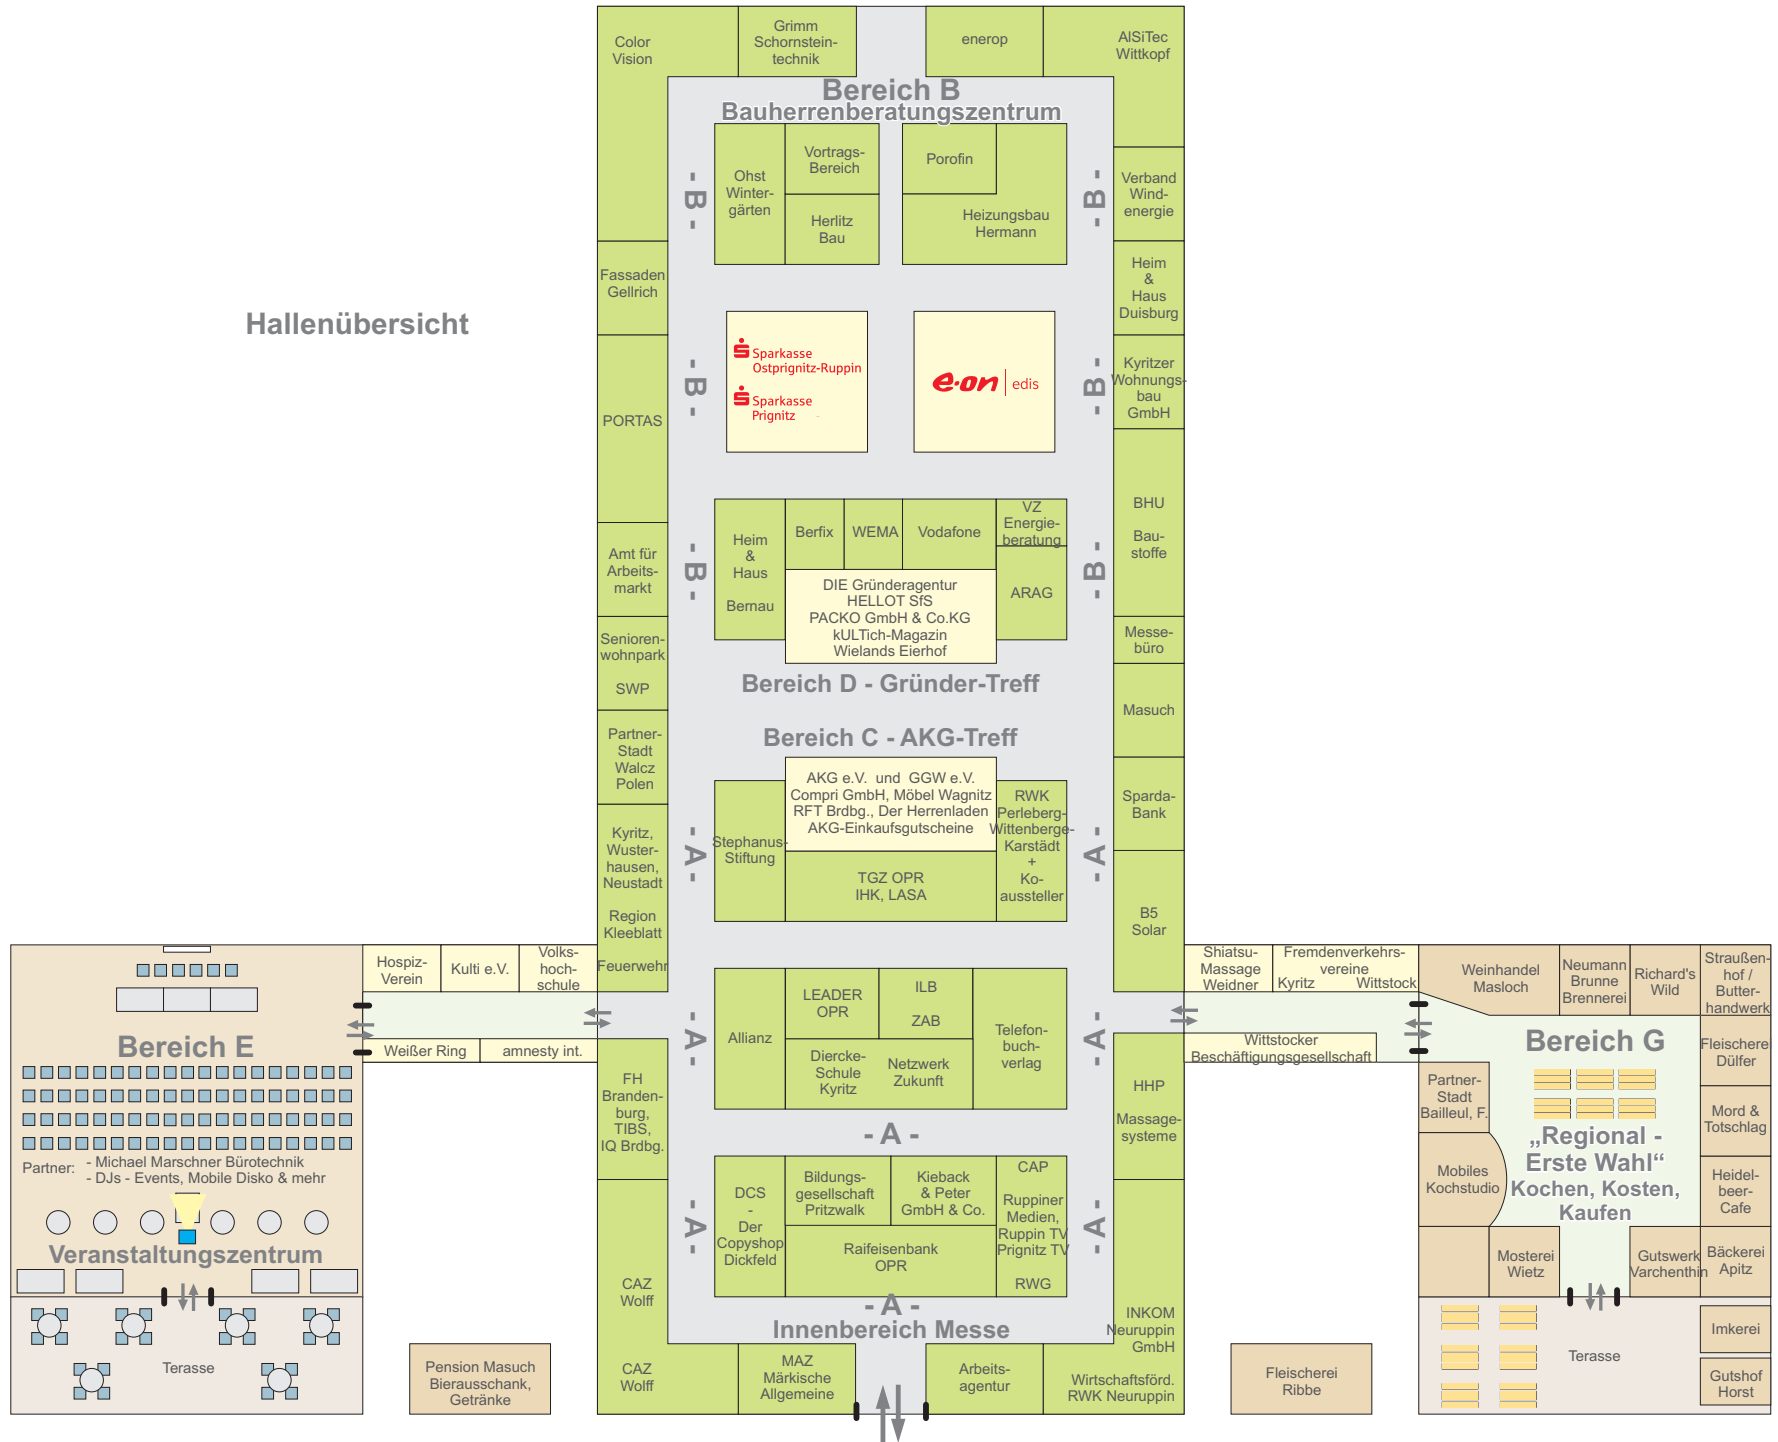 Hallenübersicht
Color
Vision
Grimm
Schornstein-
technik
enerop
AlSiTec
Wittkopf
Bereich B
Bauherrenberatungszentrum
- B -
Ohst
Winter-
gärten
Vortrags-
Bereich
Herlitz
Bau
Porofin
Heizungsbau
Hermann
- B -
Verband
Wind-
energie
Fassaden
Gellrich
Heim
&
Haus
Duisburg
PORTAS
- B -
Sparkasse
Ostprignitz-Ruppin
Sparkasse
Prignitz
e·on | edis
- B -
Kyritzer
Wohnungs-
bau
GmbH
Amt für
Arbeits-
markt
- B -
Heim
&
Haus
Bernau
Berfix
WEMA
Vodafone
VZ
Energie-
beratung
ARAG
DIE Gründeragentur
HELLOT SfS
PACKO GmbH & Co.KG
kULTich-Magazin
Wielands Eierhof
- B -
BHU
Bau-
stoffe
Messe-
büro
Senioren-
wohnpark
SWP
Bereich D - Gründer-Treff
Masuch
Partner-
Stadt
Walcz
Polen
Bereich C - AKG-Treff
AKG e.V. und GGW e.V.
Compri GmbH, Möbel Wagnitz
RFT Brdbg., Der Herrenladen
AKG-Einkaufsgutscheine
Stephanus-
Stiftung
TGZ OPR
IHK, LASA
RWK
Perleberg-
Wittenberge-
Karstädt
+
Ko-
aussteller
- A -
- A -
Sparda-
Bank
B5
Solar
Kyritz,
Wuster-
hausen,
Neustadt
Region
Kleeblatt
Feuerwehr
Hospiz-
Verein
Kulti e.V.
Volks-
hoch-
schule
Weißer Ring
amnesty int.
- A -
Allianz
LEADER
OPR
ILB
ZAB
Diercke-
Schule
Kyritz
Netzwerk
Zukunft
Telefon-
buch-
verlag
- A -
Shiatsu-
Massage
Weidner
Fremdenverkehrs-
vereine
Kyritz Wittstock
Wittstocker
Beschäftigungsgesellschaft
Bereich E
Partner:
- Michael Marschner Bürotechnik
- DJs - Events, Mobile Disko & mehr
Veranstaltungszentrum
Terasse
Pension Masuch
Bierausschank,
Getränke
FH
Branden-
burg,
TIBS,
IQ Brdbg.
CAZ
Wolff
CAZ
Wolff
- A -
- A -
DCS
-
Der
Copyshop
Dickfeld
Bildungs-
gesellschaft
Pritzwalk
Kieback
& Peter
GmbH & Co.
Raifeisenbank
OPR
CAP
Ruppiner
Medien,
Ruppin TV
Prignitz TV
RWG
- A -
- A -
Innenbereich Messe
MAZ
Märkische
Allgemeine
Arbeits-
agentur
HHP
Massage-
systeme
INKOM
Neuruppin
GmbH
Wirtschaftsförd.
RWK Neuruppin
Fleischerei
Ribbe
Weinhandel
Masloch
Neumann
Brunne
Brennerei
Richard's
Wild
Straußen-
hof /
Butter-
handwerk
Bereich G
Fleischerei
Dülfer
Partner-
Stadt
Bailleul, F.
Mord &
Totschlag
„Regional -
Erste Wahl“
Kochen, Kosten,
Kaufen
Mobiles
Kochstudio
Heidel-
beer-
Cafe
Mosterei
Wietz
Gutswerk
Varchenthin
Bäckerei
Apitz
Terasse
Imkerei
Gutshof
Horst